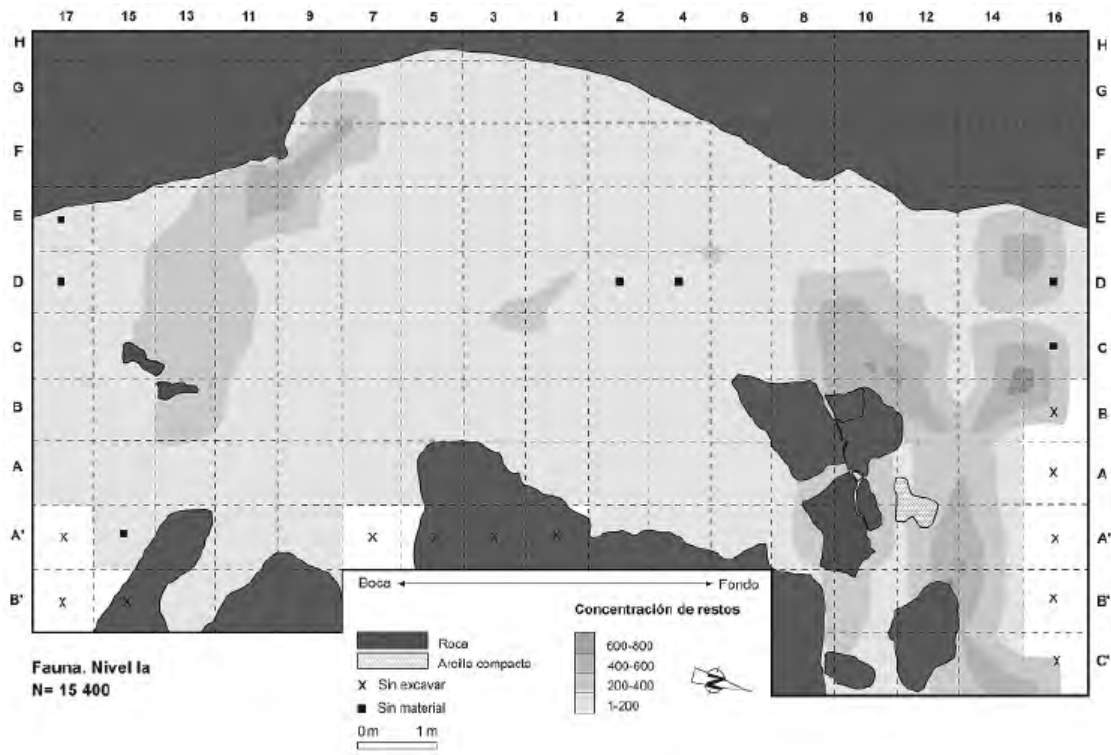 17 15 13 11 9 7 5 3 1 2 4 6 8 10 12 14 16
H H
G G
F F
E E
D D
C C
B B
A A
A' A'
B' B'
C'
Boca Fondo
Concentración de restos
Roca
Arcilla compacta
X Sin excavar
Sin material
0 m 1 m
600-800
400-600
200-400
1-200
N
Fauna. Nivel Ia
N= 15 400